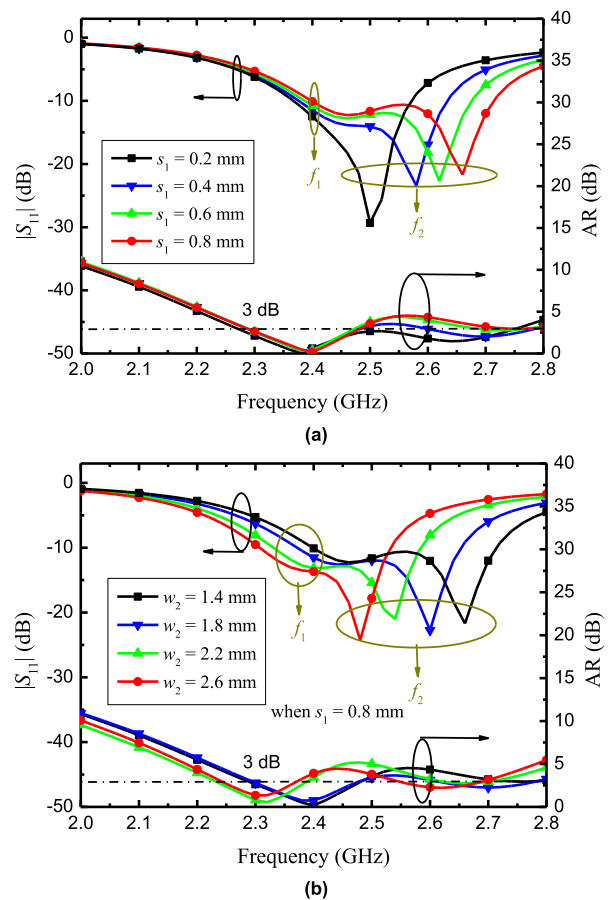 0
-10
-20
-30
-40
-50
|S11| (dB)
40
35
30
25
20
15
10
5
0
AR (dB)
s1 = 0.2 mm
s1 = 0.4 mm
s1 = 0.6 mm
s1 = 0.8 mm
f1
f2
3 dB
2.0 2.1 2.2 2.3 2.4 2.5 2.6 2.7 2.8
Frequency (GHz)
(a)
0
-10
-20
-30
-40
-50
|S11| (dB)
40
35
30
25
20
15
10
5
0
AR (dB)
w2 = 1.4 mm
w2 = 1.8 mm
w2 = 2.2 mm
w2 = 2.6 mm
f1
f2
when s1 = 0.8 mm
3 dB
2.0 2.1 2.2 2.3 2.4 2.5 2.6 2.7 2.8
Frequency (GHz)
(b)